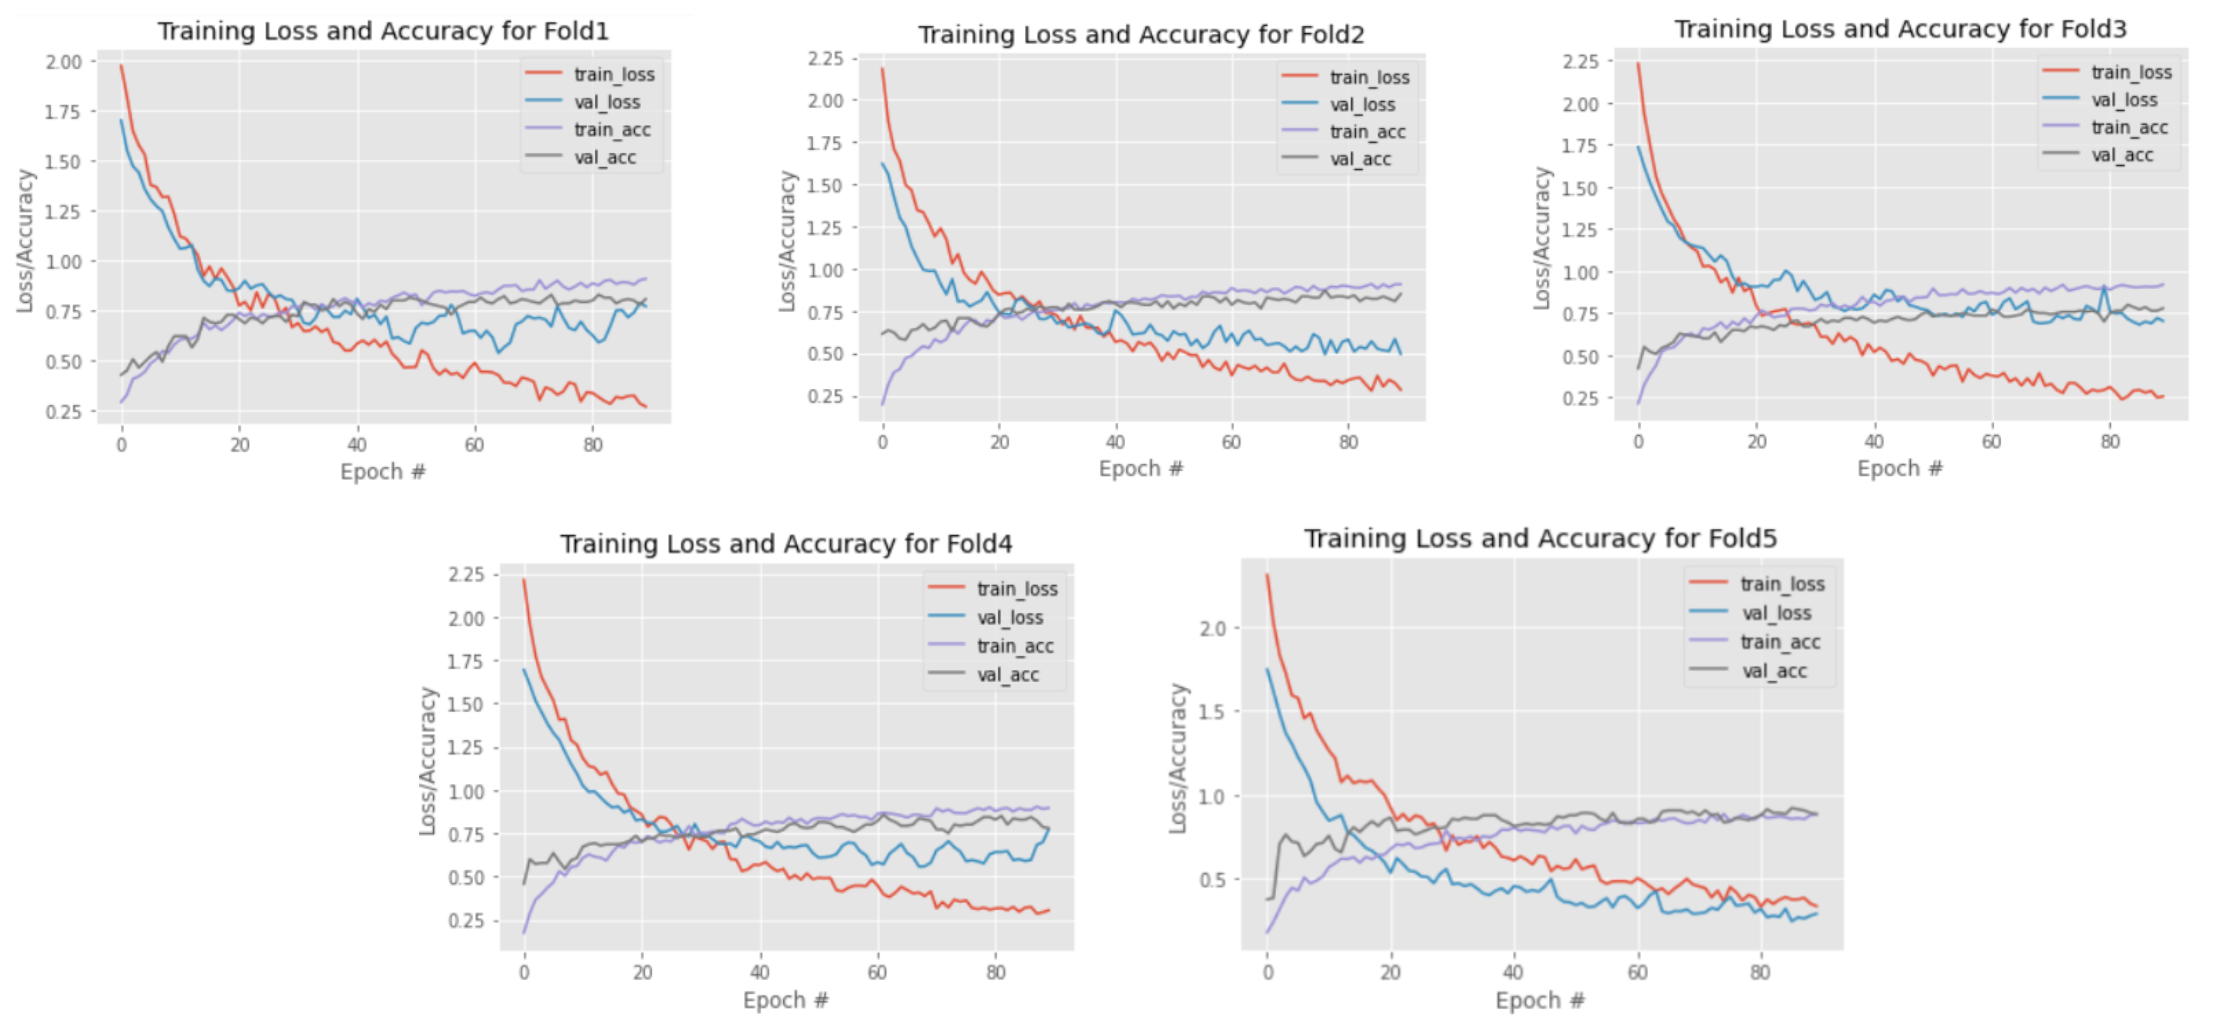 Training Loss and Accuracy for Fold1
2.00
1.75
1.50
1.25
1.00
0.75
0.50
0.25
Loss/Accuracy
train_loss
val_loss
train_acc
val_acc
0 20 40 60 80
Epoch #
Training Loss and Accuracy for Fold2
2.25
2.00
1.75
1.50
1.25
1.00
0.75
0.50
0.25
Loss/Accuracy
train_loss
val_loss
train_acc
val_acc
0 20 40 60 80
Epoch #
Training Loss and Accuracy for Fold3
2.25
2.00
1.75
1.50
1.25
1.00
0.75
0.50
0.25
Loss/Accuracy
train_loss
val_loss
train_acc
val_acc
0 20 40 60 80
Epoch #
Training Loss and Accuracy for Fold4
2.25
2.00
1.75
1.50
1.25
1.00
0.75
0.50
0.25
Loss/Accuracy
train_loss
val_loss
train_acc
val_acc
0 20 40 60 80
Epoch #
Training Loss and Accuracy for Fold5
2.0
1.5
1.0
0.5
Loss/Accuracy
train_loss
val_loss
train_acc
val_acc
0 20 40 60 80
Epoch #